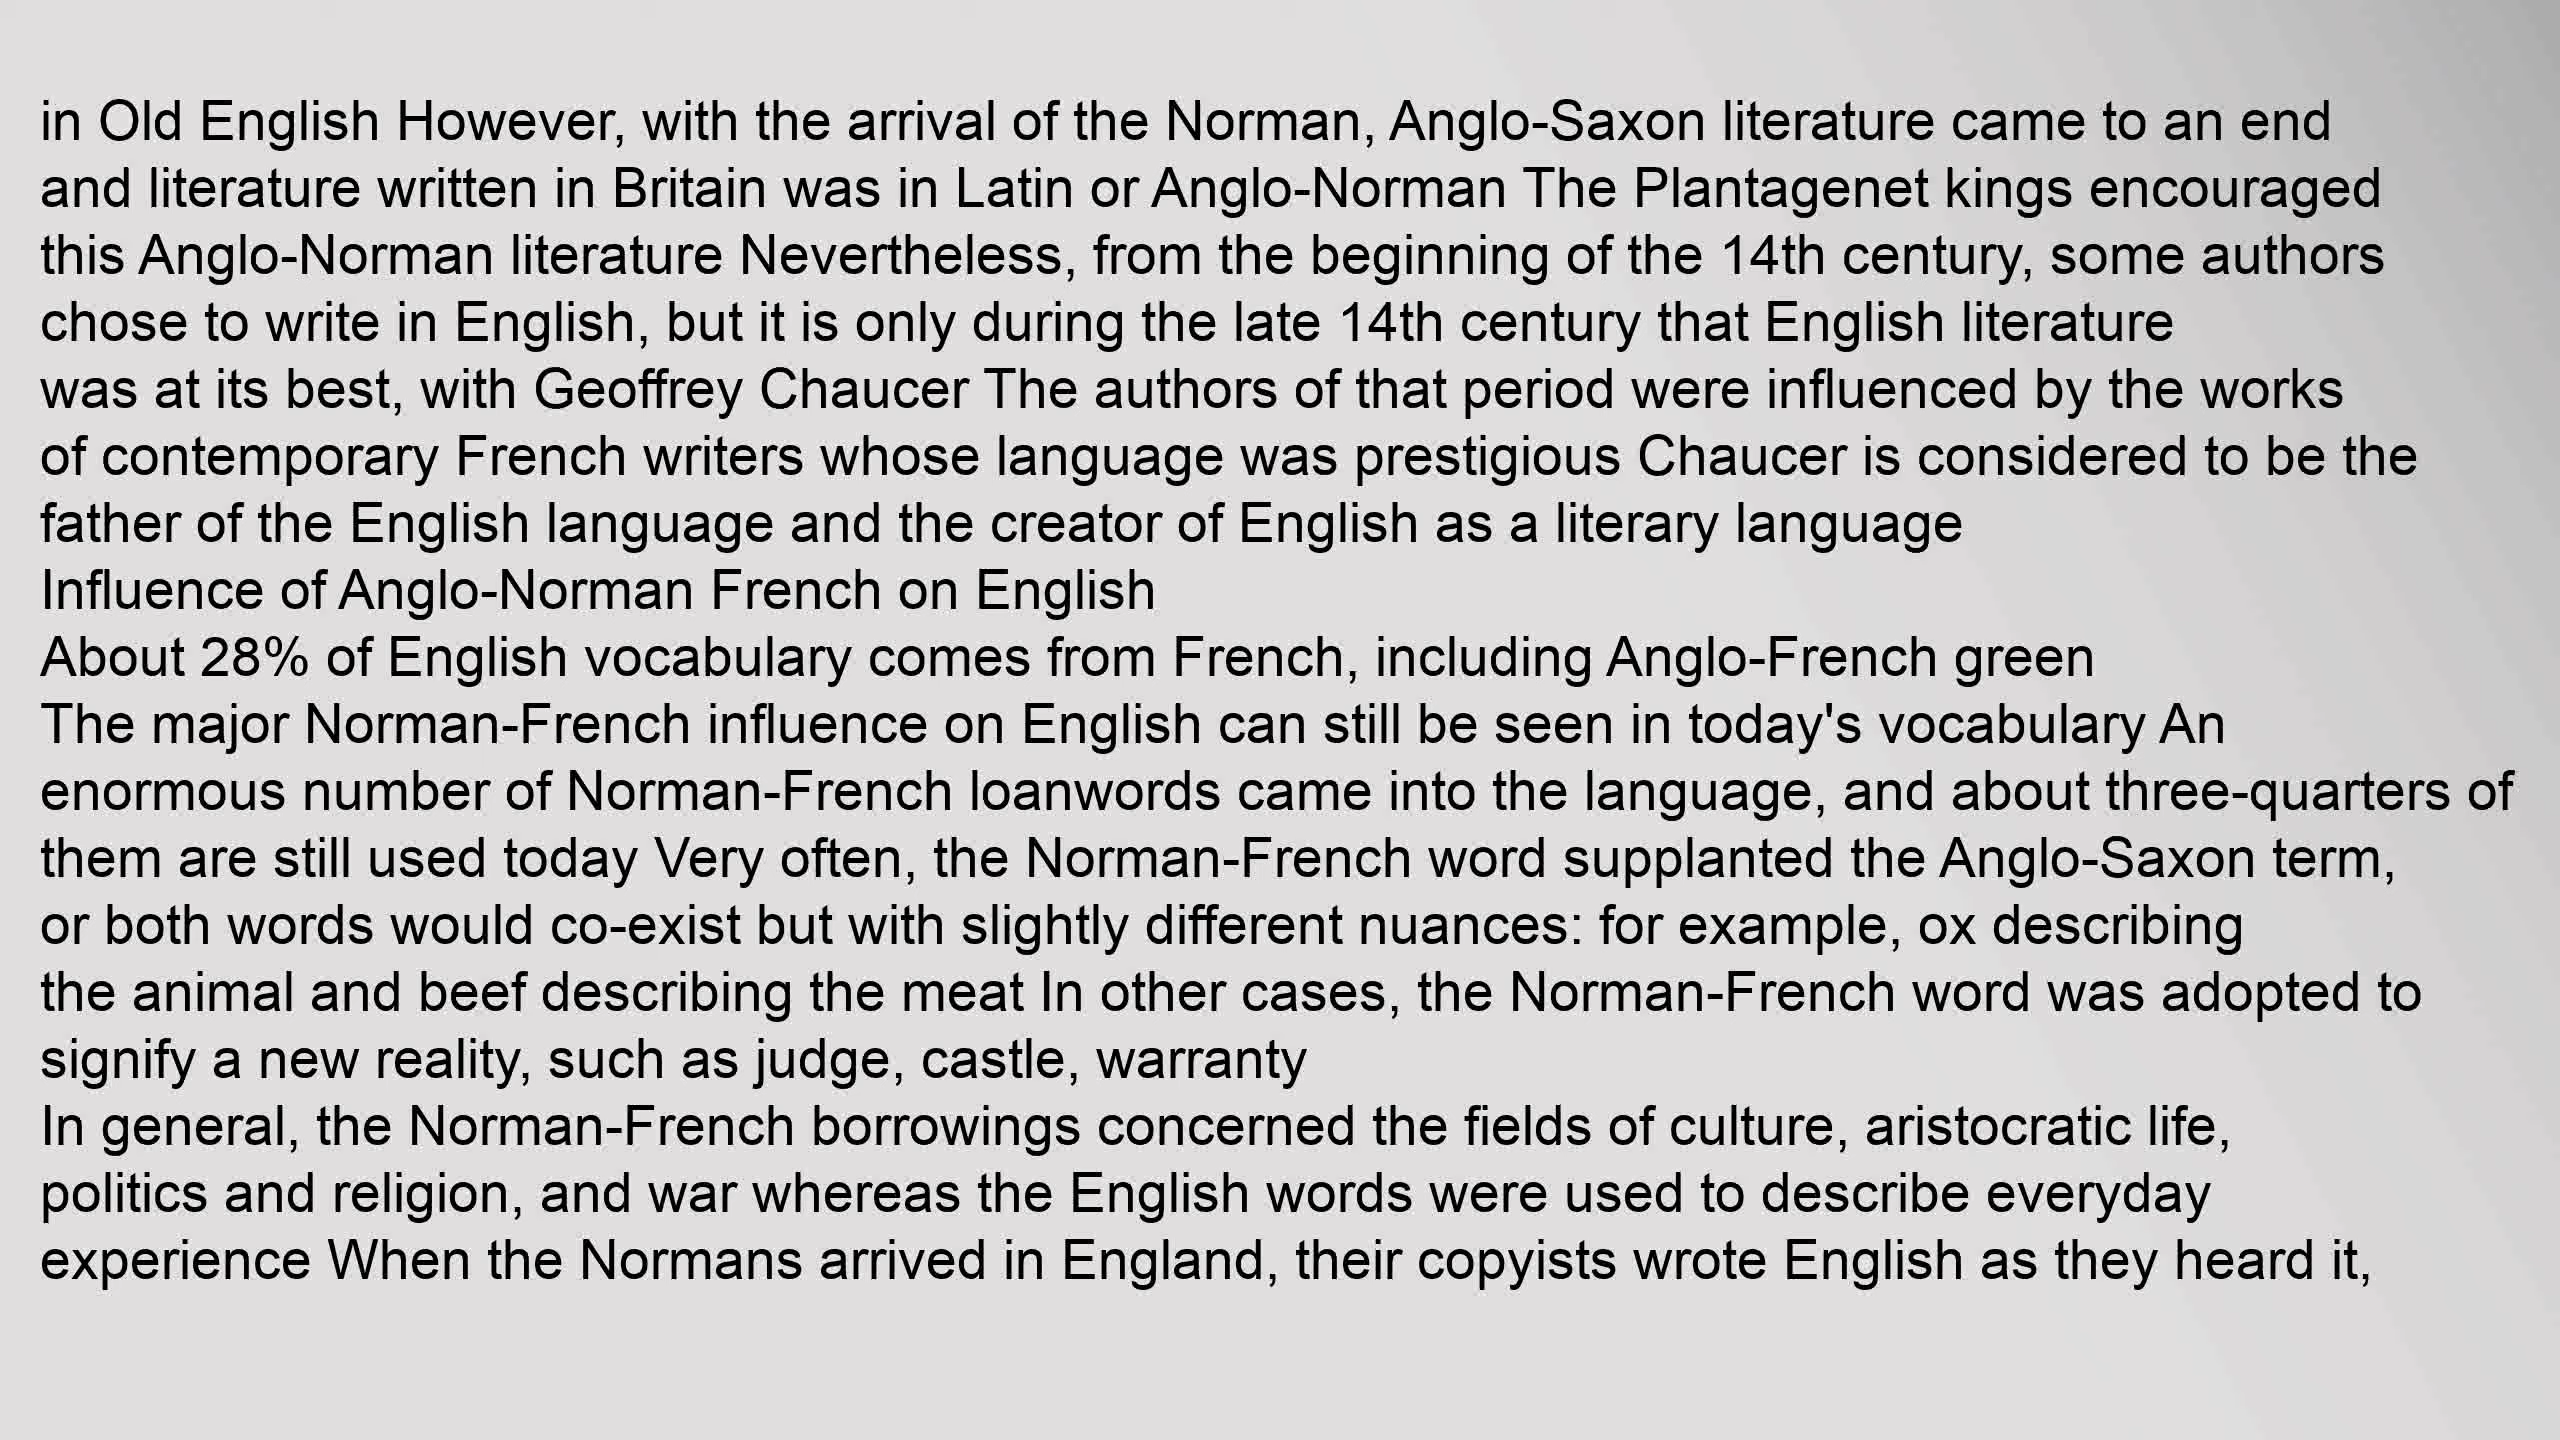 in Old English However, with the arrival of the Norman, Anglo-Saxon literature came to an end
and literature written in Britain was in Latin or Anglo-Norman The Plantagenet kings encouraged
this Anglo-Norman literature Nevertheless, from the beginning of the 14th century, some authors
chose to write in English, but it is only during the late 14th century that English literature
was at its best, with Geoffrey Chaucer The authors of that period were influenced by the works
of contemporary French writers whose language was prestigious Chaucer is considered to be the
father of the English language and the creator of English as a literary language
Influence of Anglo-Norman French on English
About 28% of English vocabulary comes from French, including Anglo-French green
The major Norman-French influence on English can still be seen in today's vocabulary An
enormous number of Norman-French loanwords came into the language, and about three-quarters of
them are still used today Very often, the Norman-French word supplanted the Anglo-Saxon term,
or both words would co-exist but with slightly different nuances: for example, ox describing
the animal and beef describing the meat In other cases, the Norman-French word was adopted to
signify a new reality, such as judge, castle, warranty
In general, the Norman-French borrowings concerned the fields of culture, aristocratic life,
politics and religion, and war whereas the English words were used to describe everyday
experience When the Normans arrived in England, their copyists wrote English as they heard it,